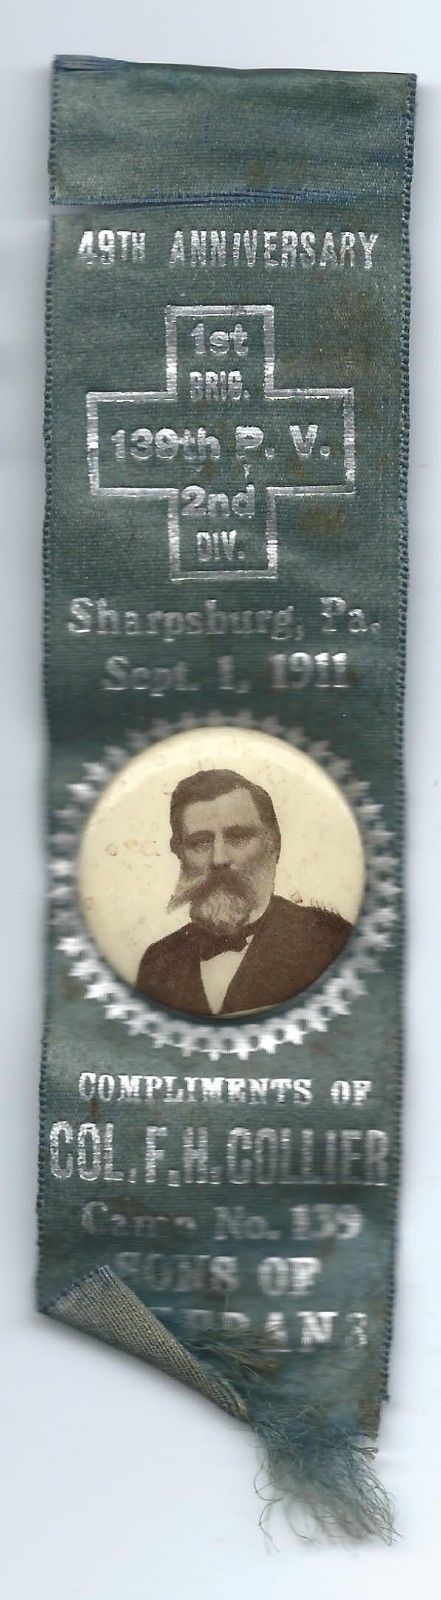 49TH ANNIVERSARY
1st
BRIG.
139th P. V.
2nd
DIV.
Sharpsburg, Pa.
Sept. 1, 1911
COMPLIMENTS OF
COL. F. H. COLLIER
Camp No. 139
SONS OF